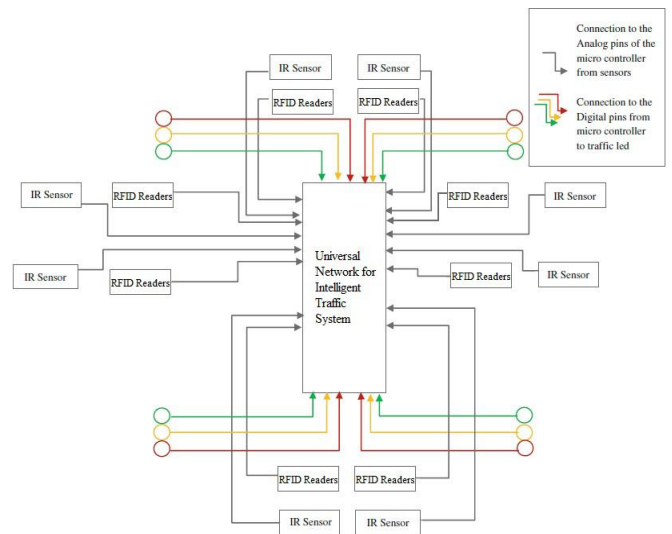 Connection to the
Analog pins of the
micro controller
from sensors
Connection to the
Digital pins from
micro controller
to traffic led
IR Sensor
IR Sensor
RFID Readers
RFID Readers
IR Sensor
RFID Readers
RFID Readers
IR Sensor
Universal
Network for
Intelligent
Traffic
System
IR Sensor
RFID Readers
RFID Readers
IR Sensor
RFID Readers
RFID Readers
IR Sensor
IR Sensor